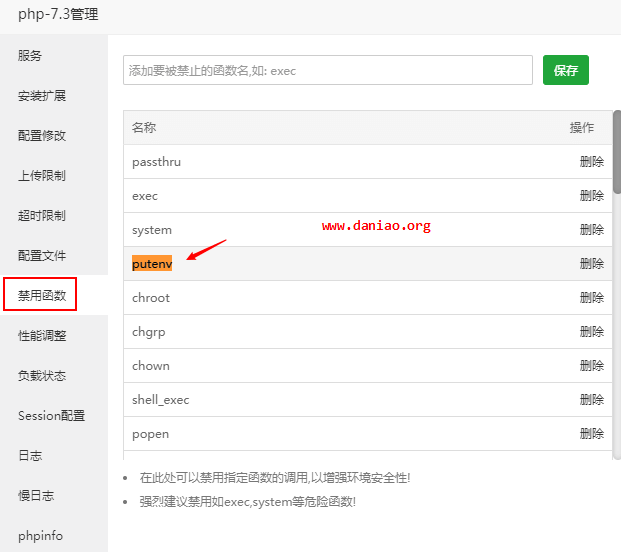 php-7.3管理
服务
安装扩展
配置修改
上传限制
超时限制
配置文件
禁用函数
性能调整
负载状态
Session配置
日志
慢日志
phpinfo
添加要被禁止的函数名,如: exec 保存
名称 操作
passthru 删除
exec 删除
system 删除
www.daniao.org
putenv 删除
chroot 删除
chgrp 删除
chown 删除
shell_exec 删除
popen 删除
在此处可以禁用指定函数的调用,以增强环境安全性!
强烈建议禁用如exec,system等危险函数!